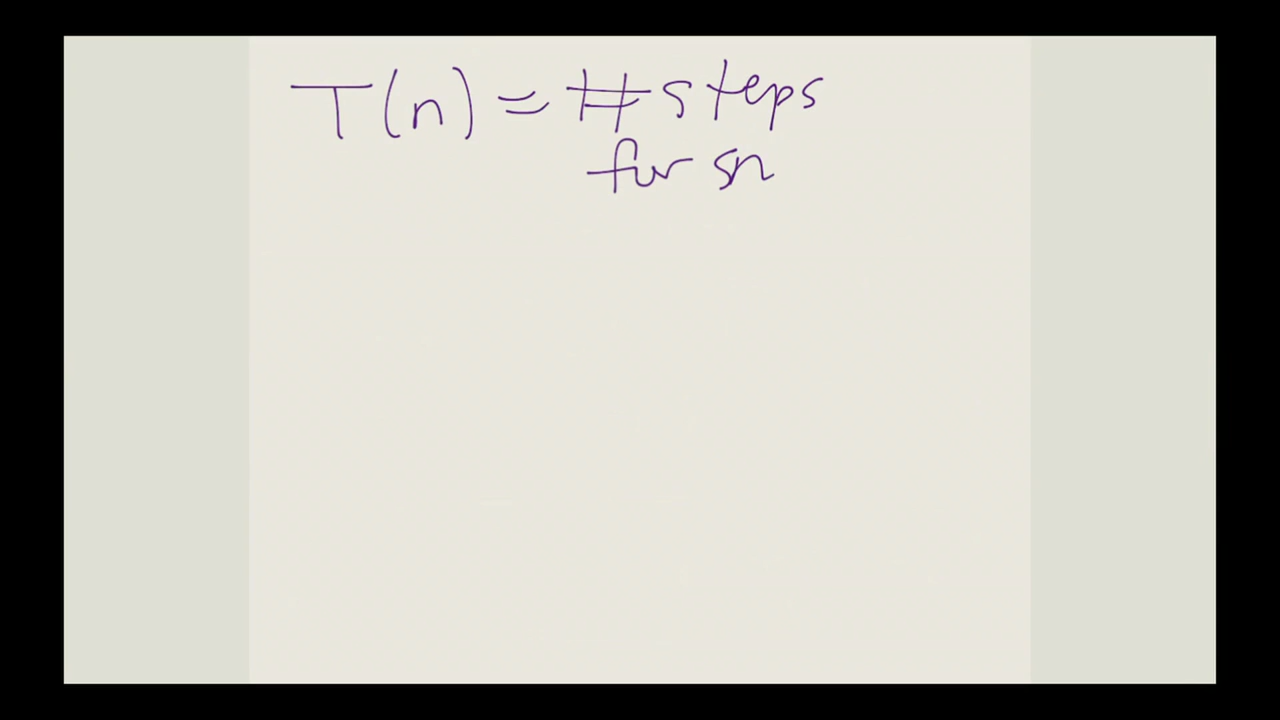 T(n) = # steps
for sn